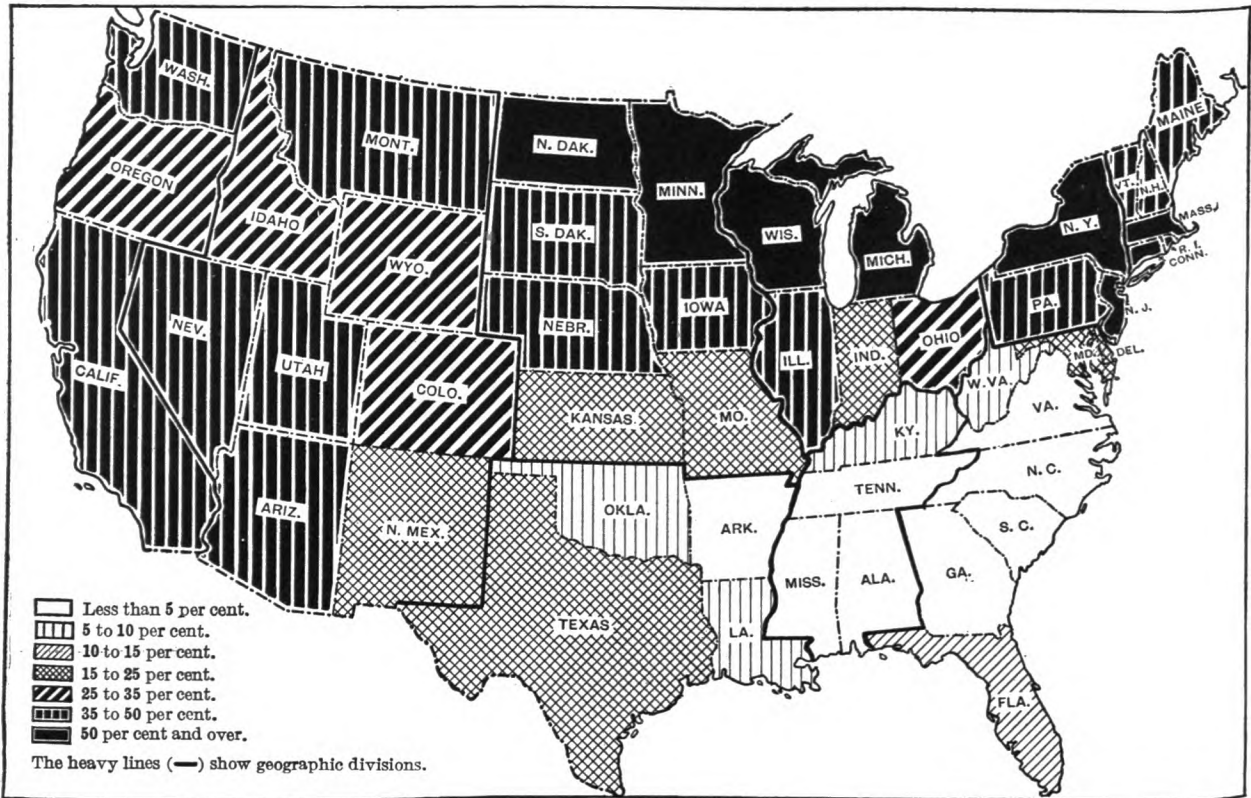 WASH.
MAINE
MONT.
N. DAK.
MINN.
VT.
N.H.
OREGON
IDAHO
S. DAK.
WIS.
MICH.
N. Y.
MASS.
R. I.
CONN.
WYO.
IOWA
PA.
N. J.
NEV.
NEBR.
ILL.
IND.
OHIO
MD.
DEL.
CALIF.
UTAH
COLO.
KANSAS
MO.
W. VA.
VA.
KY.
N. C.
TENN.
ARIZ.
N. MEX.
OKLA.
ARK.
S. C.
MISS.
ALA.
GA.
TEXAS
LA.
FLA.
Less than 5 per cent.
5 to 10 per cent.
10 to 15 per cent.
15 to 25 per cent.
25 to 35 per cent.
35 to 50 per cent.
50 per cent and over.
The heavy lines (━) show geographic divisions.